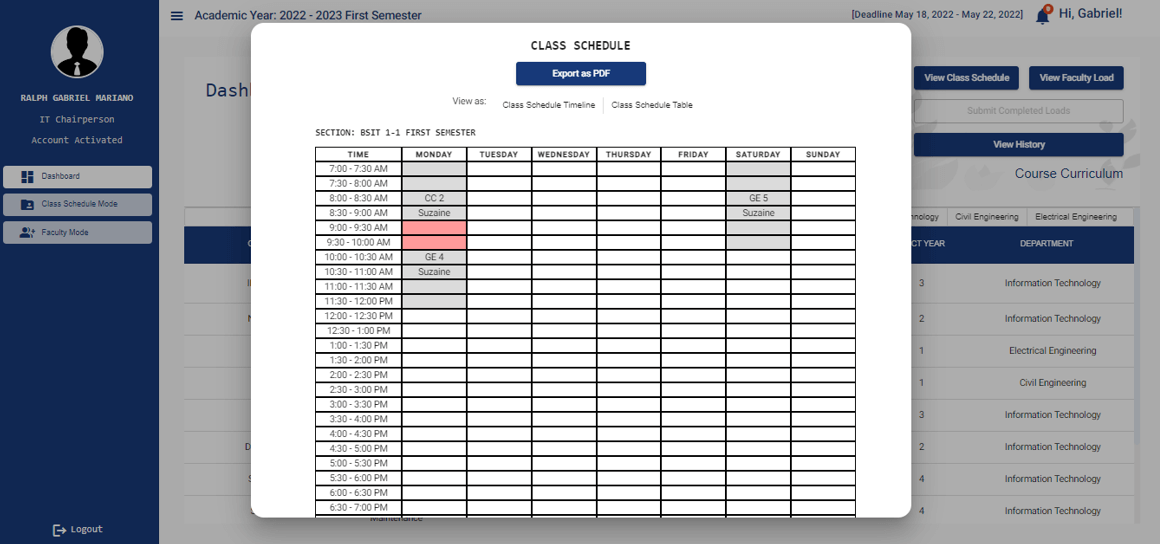 Academic Year: 2022 - 2023 First Semester
[Deadline May 18, 2022 - May 22, 2022]
Hi, Gabriel!
RALPH GABRIEL MARIANO
IT Chairperson
Account Activated
Dashboard
Class Schedule Mode
Faculty Mode
Logout
Dash
View Class Schedule
View Faculty Load
Submit Completed Loads
View History
Course Curriculum
CLASS SCHEDULE
Export as PDF
View as: Class Schedule Timeline Class Schedule Table
SECTION: BSIT 1-1 FIRST SEMESTER
TIME MONDAY TUESDAY WEDNESDAY THURSDAY FRIDAY SATURDAY SUNDAY
7:00 - 7:30 AM
7:30 - 8:00 AM
8:00 - 8:30 AM CC 2 GE 5
8:30 - 9:00 AM Suzaine Suzaine
9:00 - 9:30 AM
9:30 - 10:00 AM
10:00 - 10:30 AM GE 4
10:30 - 11:00 AM Suzaine
11:00 - 11:30 AM
11:30 - 12:00 PM
12:00 - 12:30 PM
12:30 - 1:00 PM
1:00 - 1:30 PM
1:30 - 2:00 PM
2:00 - 2:30 PM
2:30 - 3:00 PM
3:00 - 3:30 PM
3:30 - 4:00 PM
4:00 - 4:30 PM
4:30 - 5:00 PM
5:00 - 5:30 PM
5:30 - 6:00 PM
6:00 - 6:30 PM
6:30 - 7:00 PM
Maintenance
nology Civil Engineering Electrical Engineering
CT YEAR DEPARTMENT
3 Information Technology
2 Information Technology
1 Electrical Engineering
1 Civil Engineering
3 Information Technology
2 Information Technology
4 Information Technology
4 Information Technology